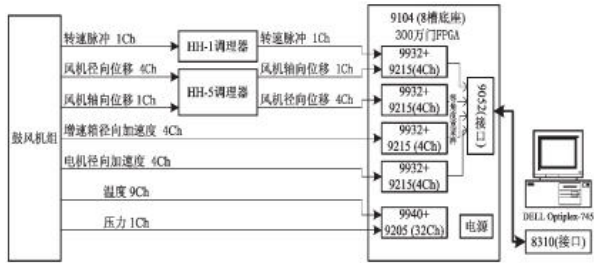 鼓风机组
转速脉冲 1Ch
风机径向位移 4Ch
风机轴向位移 1Ch
增速箱径向加速度 4Ch
电机径向加速度 4Ch
温度 9Ch
压力 1Ch
HH-1调理器
HH-5调理器
转速脉冲 1Ch
风机轴向位移 1Ch
风机径向位移 4Ch
9104 (8槽底座)
300万门FPGA
9932+
9215(4Ch)
9932+
9215(4Ch)
9932+
9215 (4Ch)
9932+
9215(4Ch)
9940+
9205 (32Ch)
9052(接口)
电源
DELL Optiplex-745
8310(接口)